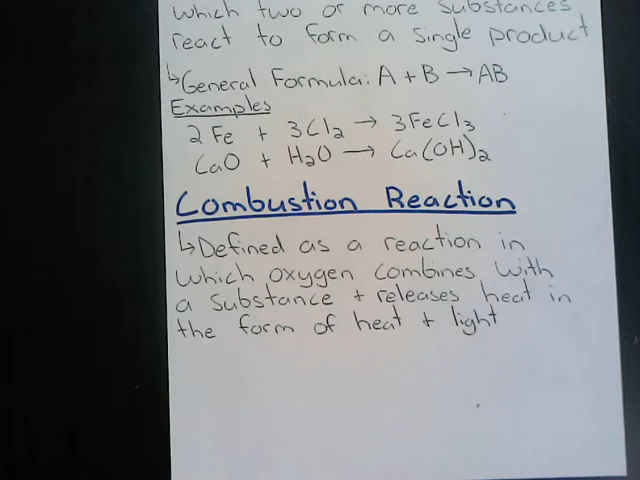 which two or more substances
react to form a single product
↳General Formula: A + B → AB
Examples
2Fe + 3Cl₂ → 3FeCl₃
CaO + H₂O → Ca(OH)₂
Combustion Reaction
↳Defined as a reaction in
which oxygen combines with
a substance + releases heat in
the form of heat + light